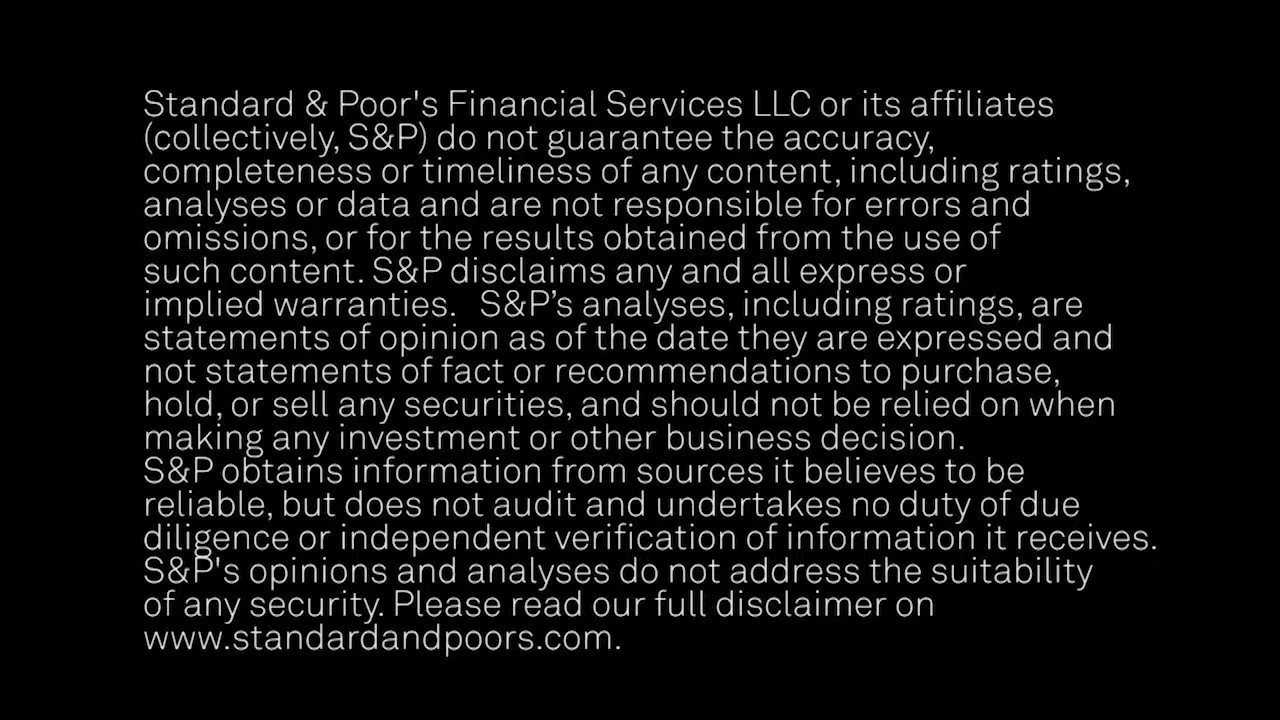 Standard & Poor's Financial Services LLC or its affiliates
(collectively, S&P) do not guarantee the accuracy,
completeness or timeliness of any content, including ratings,
analyses or data and are not responsible for errors and
omissions, or for the results obtained from the use of
such content. S&P disclaims any and all express or
implied warranties.   S&P’s analyses, including ratings, are
statements of opinion as of the date they are expressed and
not statements of fact or recommendations to purchase,
hold, or sell any securities, and should not be relied on when
making any investment or other business decision.
S&P obtains information from sources it believes to be
reliable, but does not audit and undertakes no duty of due
diligence or independent verification of information it receives.
S&P's opinions and analyses do not address the suitability
of any security. Please read our full disclaimer on
www.standardandpoors.com.